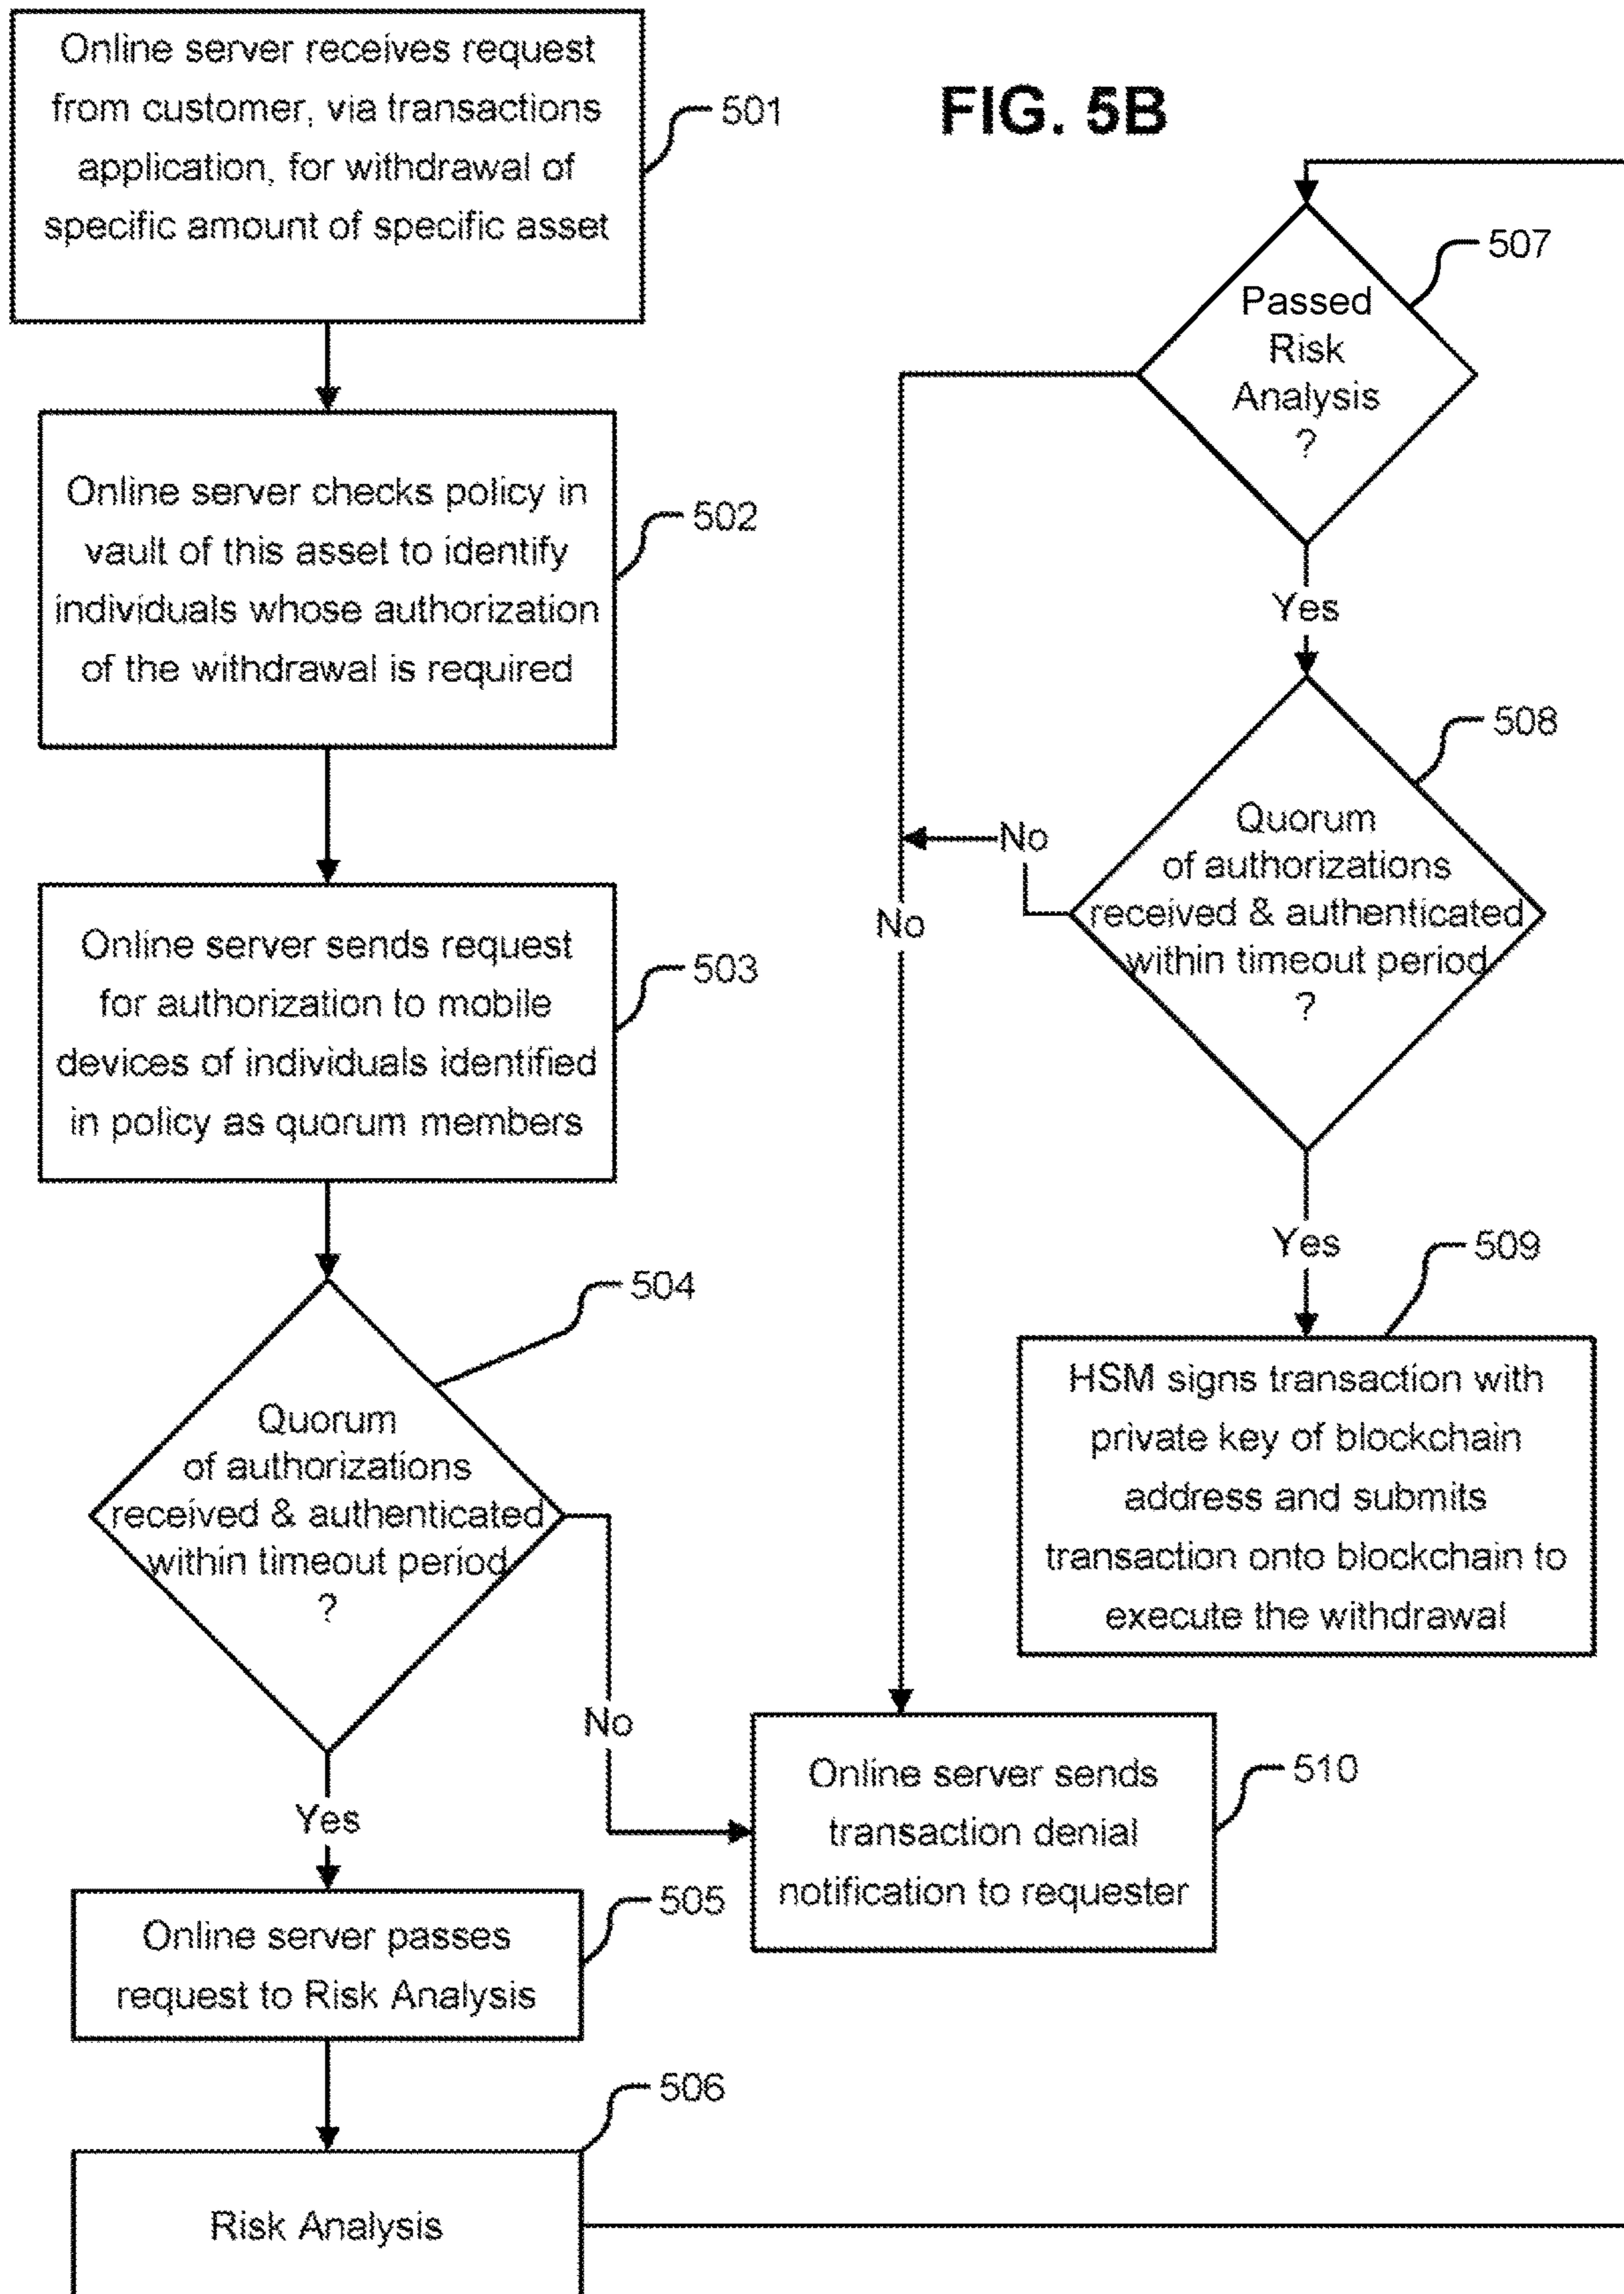 FIG. 5B
Online server receives request
from customer, via transactions
application, for withdrawal of
specific amount of specific asset
501
Online server checks policy in
vault of this asset to identify
individuals whose authorization
of the withdrawal is required
502
Online server sends request
for authorization to mobile
devices of individuals identified
in policy as quorum members
503
504
Quorum
of authorizations
received & authenticated
within timeout period
?
No
Yes
Online server passes
request to Risk Analysis
505
506
Risk Analysis
507
Passed
Risk
Analysis
?
No
Yes
508
Quorum
of authorizations
received & authenticated
within timeout period
?
No
Yes
509
HSM signs transaction with
private key of blockchain
address and submits
transaction onto blockchain to
execute the withdrawal
Online server sends
transaction denial
notification to requester
510